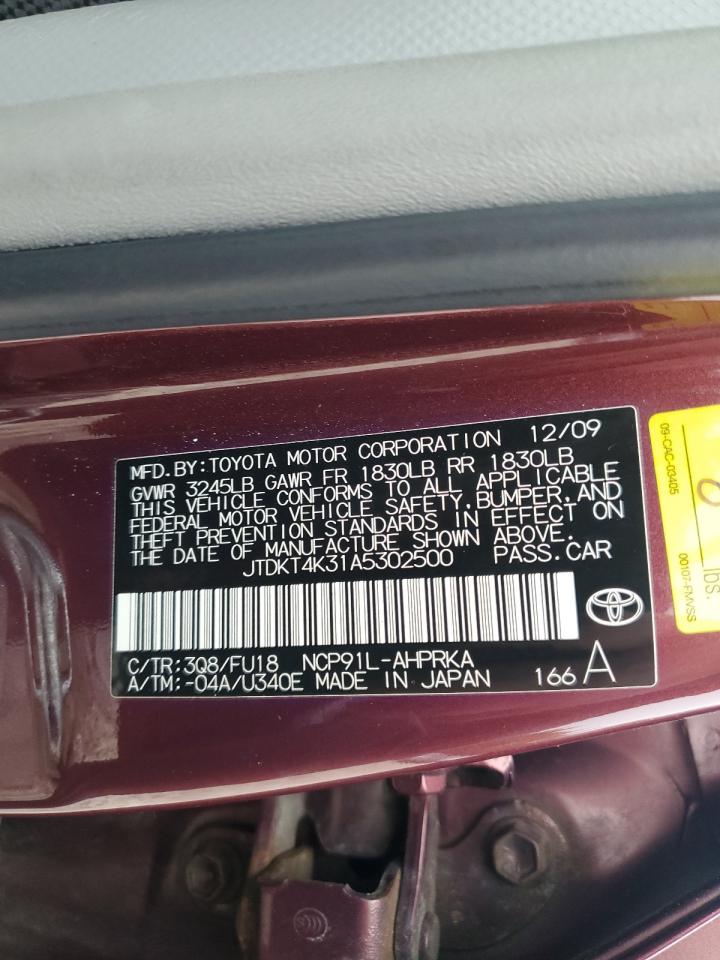 MFD.BY:TOYOTA MOTOR CORPORATION 12/09
GVWR 3245LB GAWR FR 1830LB RR 1830LB
THIS VEHICLE CONFORMS TO ALL APPLICABLE
FEDERAL MOTOR VEHICLE SAFETY,BUMPER,AND
THEFT PREVENTION STANDARDS IN EFFECT ON
THE DATE OF MANUFACTURE SHOWN ABOVE.
JTDKT4K31A5302500 PASS.CAR
C/TR:3Q8/FU18 NCP91L-AHPRKA
A/TM:-04A/U340E MADE IN JAPAN 166 A
09-CAC-03405
lbs.
00107-FMVSS